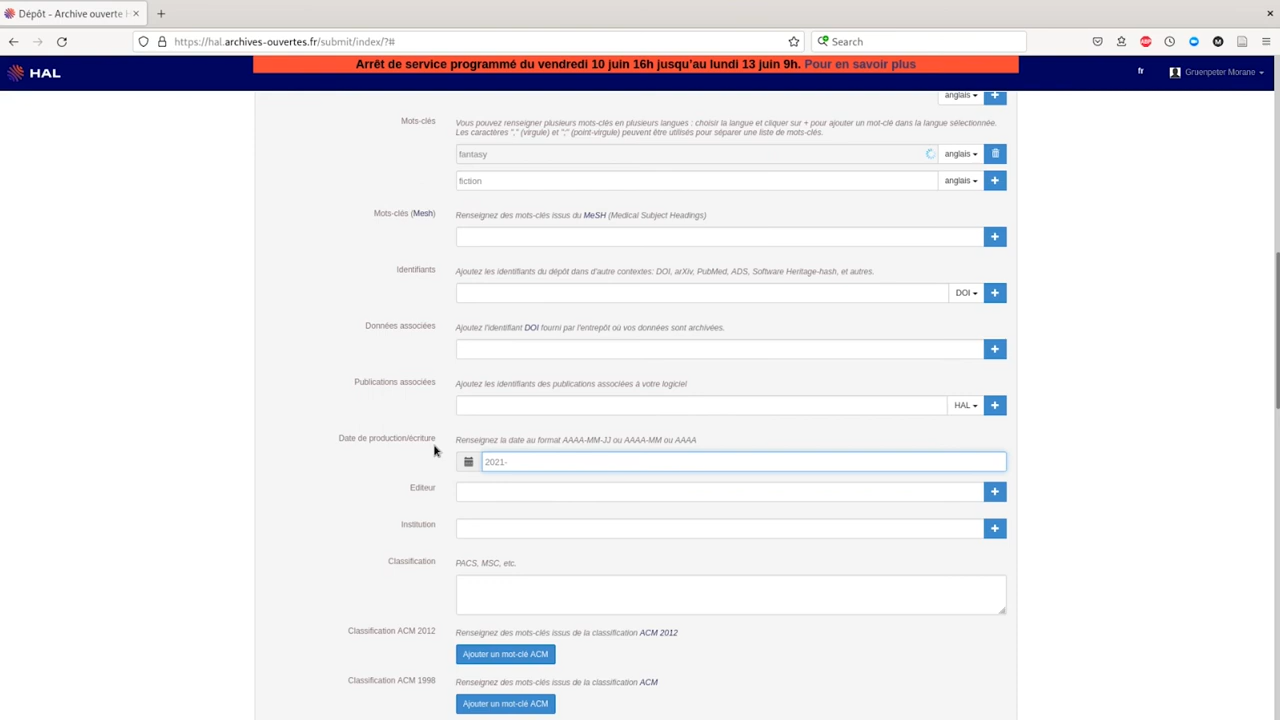 Dépôt - Archive ouverte H
https://hal.archives-ouvertes.fr/submit/index/?#
Search
Arrêt de service programmé du vendredi 10 juin 16h jusqu'au lundi 13 juin 9h. Pour en savoir plus
HAL
fr
Gruenpeter Morane
anglais
Mots-clés
Vous pouvez renseigner plusieurs mots-clés en plusieurs langues : choisir la langue et cliquer sur + pour ajouter un mot-clé dans la langue sélectionnée.
Les caractères "," (virgule) et ";" (point-virgule) peuvent être utilisés pour séparer une liste de mots-clés.
fantasy
anglais
fiction
anglais
Mots-clés (Mesh)
Renseignez des mots-clés issus du MeSH (Medical Subject Headings)
Identifiants
Ajoutez les identifiants du dépôt dans d'autre contextes: DOI, arXiv, PubMed, ADS, Software Heritage-hash, et autres.
DOI
Données associées
Ajoutez l'identifiant DOI fourni par l'entrepôt où vos données sont archivées.
Publications associées
Ajoutez les identifiants des publications associées à votre logiciel
HAL
Date de production/écriture
Renseignez la date au format AAAA-MM-JJ ou AAAA-MM ou AAAA
2021-
Editeur
Institution
Classification
PACS, MSC, etc.
Classification ACM 2012
Renseignez des mots-clés issus de la classification ACM 2012
Ajouter un mot-clé ACM
Classification ACM 1998
Renseignez des mots-clés issus de la classification ACM
Ajouter un mot-clé ACM